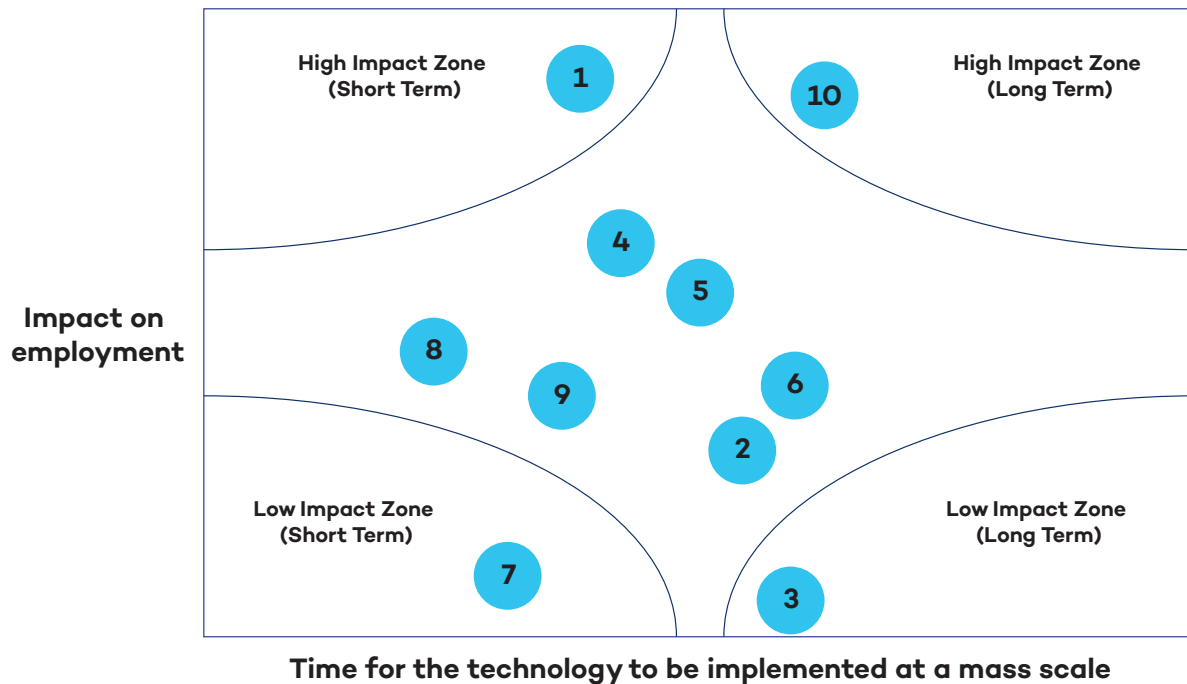 High Impact Zone
(Short Term)
1
10
High Impact Zone
(Long Term)
4
5
Impact on
employment
8
9
6
2
Low Impact Zone
(Short Term)
Low Impact Zone
(Long Term)
7
3
Time for the technology to be implemented at a mass scale